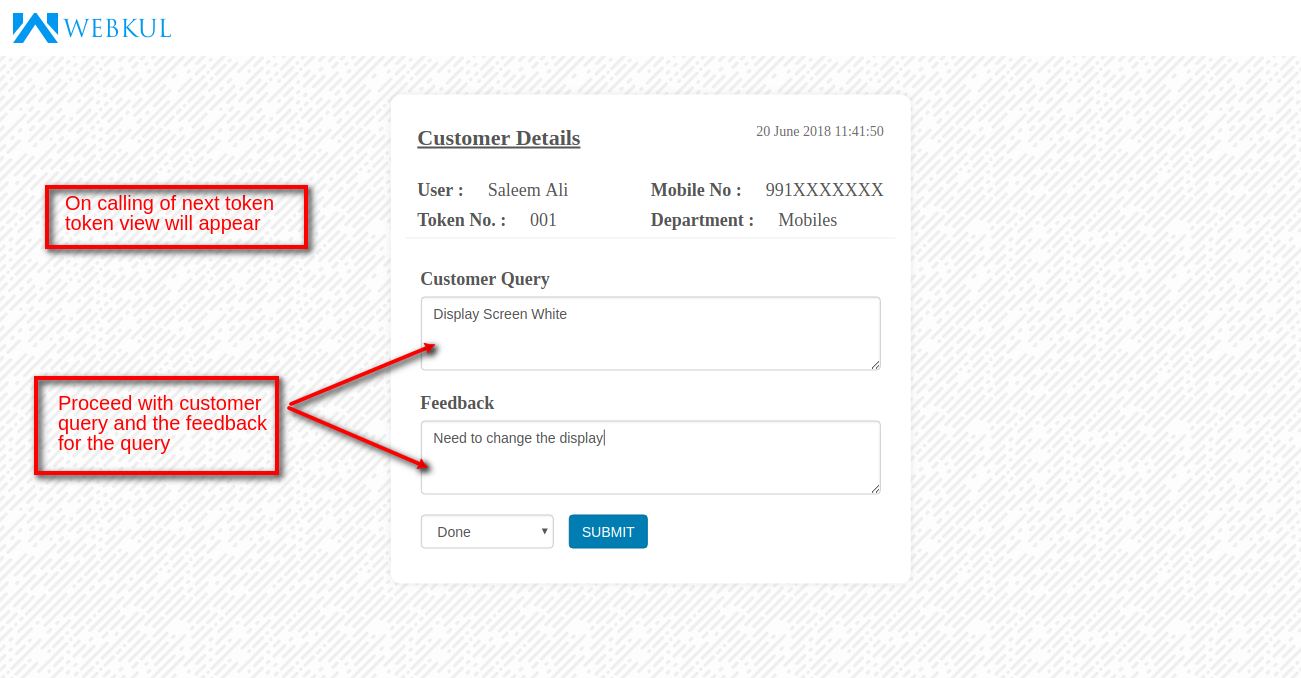 WEBKUL
Customer Details
20 June 2018 11:41:50
User : Saleem Ali Mobile No : 991XXXXXXX
Token No. : 001 Department : Mobiles
On calling of next token
token view will appear
Customer Query
Display Screen White
Proceed with customer
query and the feedback
for the query
Feedback
Need to change the display
Done SUBMIT